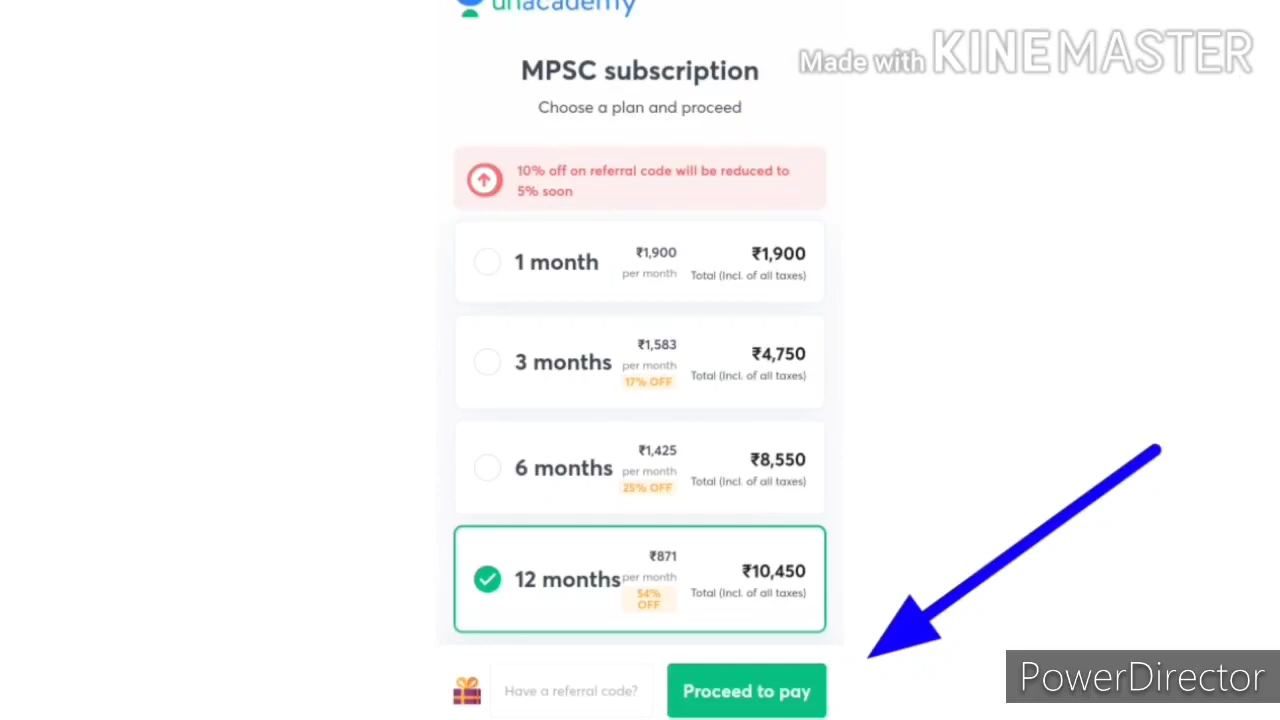 unacademy
Made with KINEMASTER
MPSC subscription
Choose a plan and proceed
10% off on referral code will be reduced to
5% soon
1 month
₹1,900
per month
₹1,900
Total (Incl. of all taxes)
3 months
₹1,583
per month
17% OFF
₹4,750
Total (Incl. of all taxes)
6 months
₹1,425
per month
25% OFF
₹8,550
Total (Incl. of all taxes)
12 months
₹871
per month
54%
OFF
₹10,450
Total (Incl. of all taxes)
Have a referral code?
Proceed to pay
PowerDirector